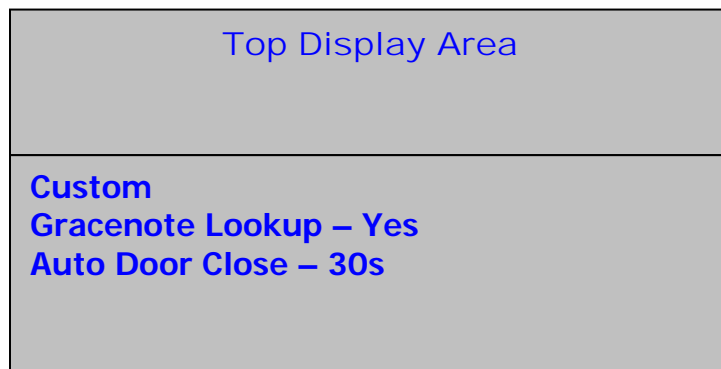 Top Display Area
Custom
Gracenote Lookup – Yes
Auto Door Close – 30s